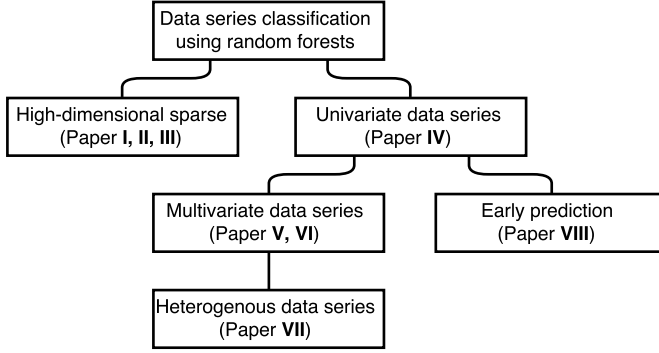 Data series classification
using random forests
High-dimensional sparse
(Paper I, II, III)
Univariate data series
(Paper IV)
Multivariate data series
(Paper V, VI)
Early prediction
(Paper VIII)
Heterogenous data series
(Paper VII)